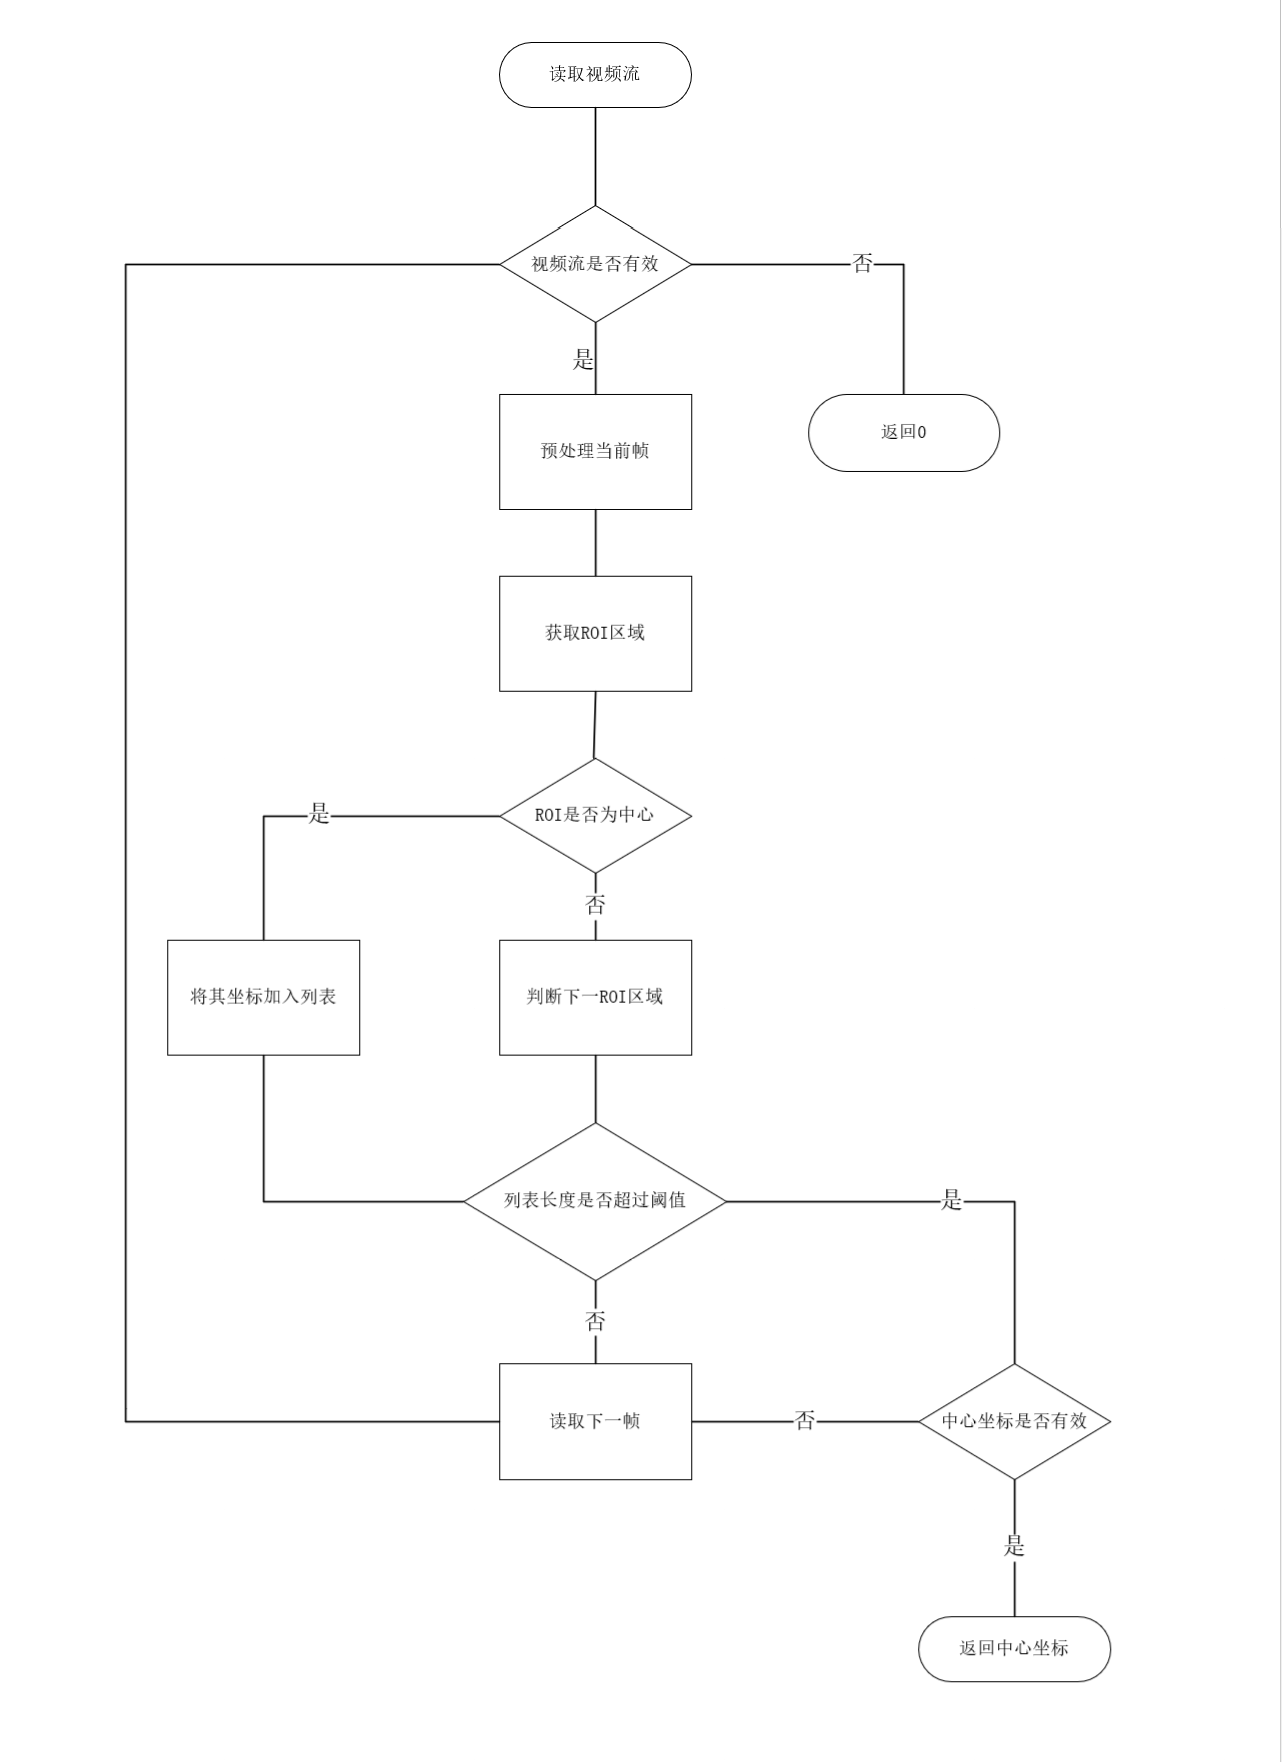 读取视频流
视频流是否有效
否
是
返回0
预处理当前帧
获取ROI区域
ROI是否为中心
是
否
将其坐标加入列表
判断下一ROI区域
列表长度是否超过阈值
是
否
读取下一帧
否
中心坐标是否有效
是
返回中心坐标